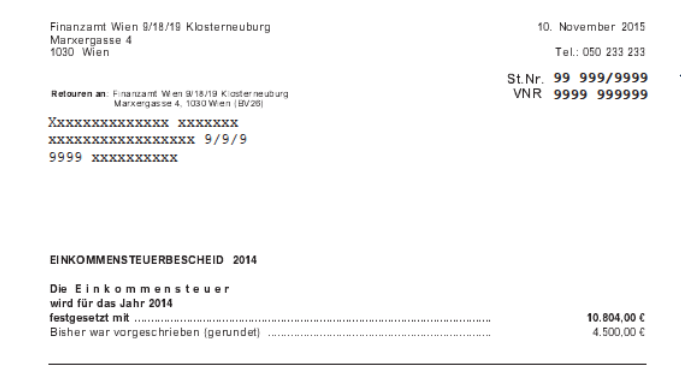 Finanzamt Wien 9/18/19 Klosterneuburg
Marxergasse 4
1030 Wien
10. November 2015
Tel.: 050 233 233
St.Nr. 99 999/9999
VNR 9999 999999
Retouren an: Finanzamt Wien 9/18/19 Klosterneuburg
Marxergasse 4, 1030 Wien (BV26)
Xxxxxxxxxxxxxx xxxxxxx
xxxxxxxxxxxxxxxxx 9/9/9
9999 xxxxxxxxxx
EINKOMMENSTEUERBESCHEID 2014
Die Einkommensteuer
wird für das Jahr 2014
festgesetzt mit ........................................ 10.804,00 €
Bisher war vorgeschrieben (gerundet) ........................................ 4.500,00 €